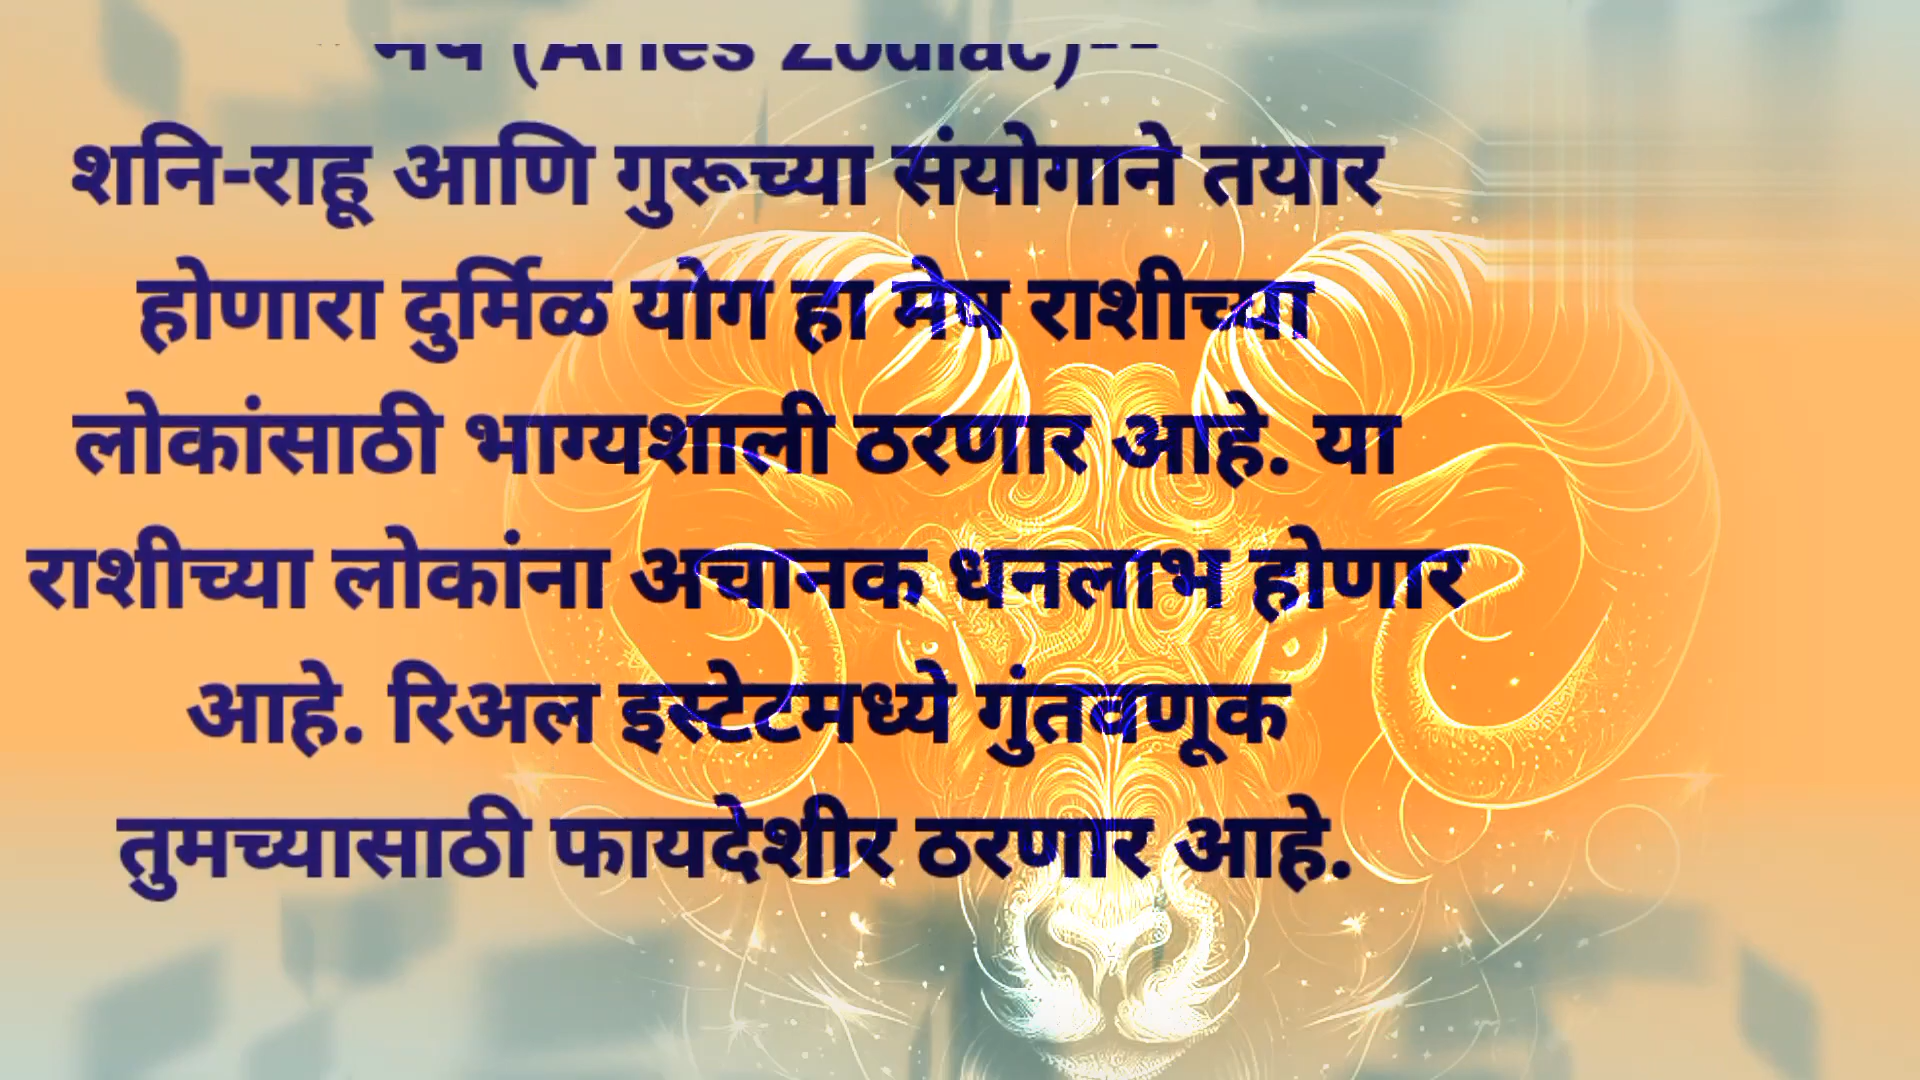 मेष (Aries Zodiac)--
शनि-राहू आणि गुरूच्या संयोगाने तयार
होणारा दुर्मिळ योग हा मेष राशीच्या
लोकांसाठी भाग्यशाली ठरणार आहे. या
राशीच्या लोकांना अचानक धनलाभ होणार
आहे. रिअल इस्टेटमध्ये गुंतवणूक
तुमच्यासाठी फायदेशीर ठरणार आहे.